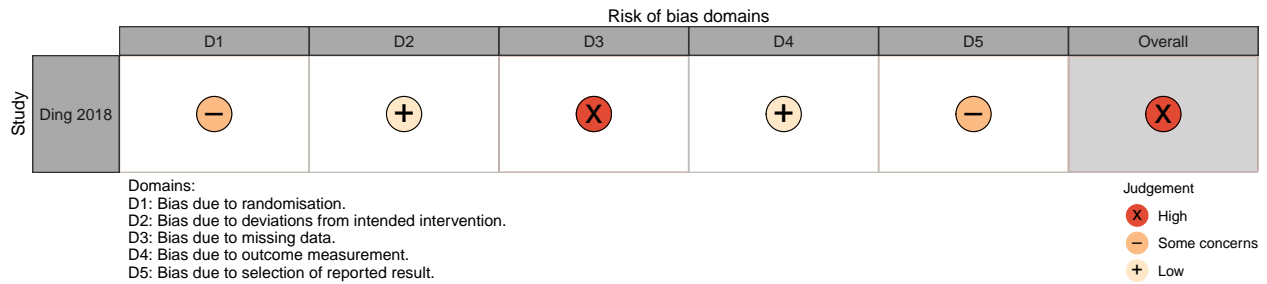 Risk of bias domains
D1 D2 D3 D4 D5 Overall
Study
Ding 2018 − + X + − X
Domains:
D1: Bias due to randomisation.
D2: Bias due to deviations from intended intervention.
D3: Bias due to missing data.
D4: Bias due to outcome measurement.
D5: Bias due to selection of reported result.
Judgement
X High
− Some concerns
+ Low